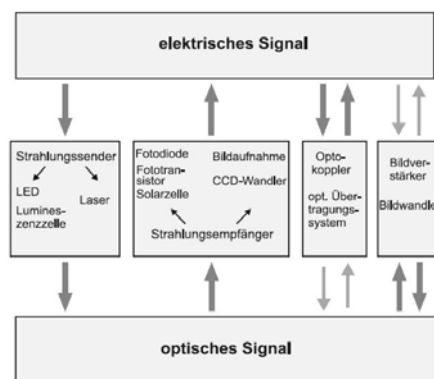 elektrisches Signal
Strahlungssender
LED
Lumines-
zenzzelle
Laser
Fotodiode
Fototran-
sistor
Solarzelle
Bildaufnahme
CCD-Wandler
Strahlungsempfänger
Opto-
koppler
opt. Über-
tragungs-
system
Bildver-
stärker
Bildwandle
optisches Signal